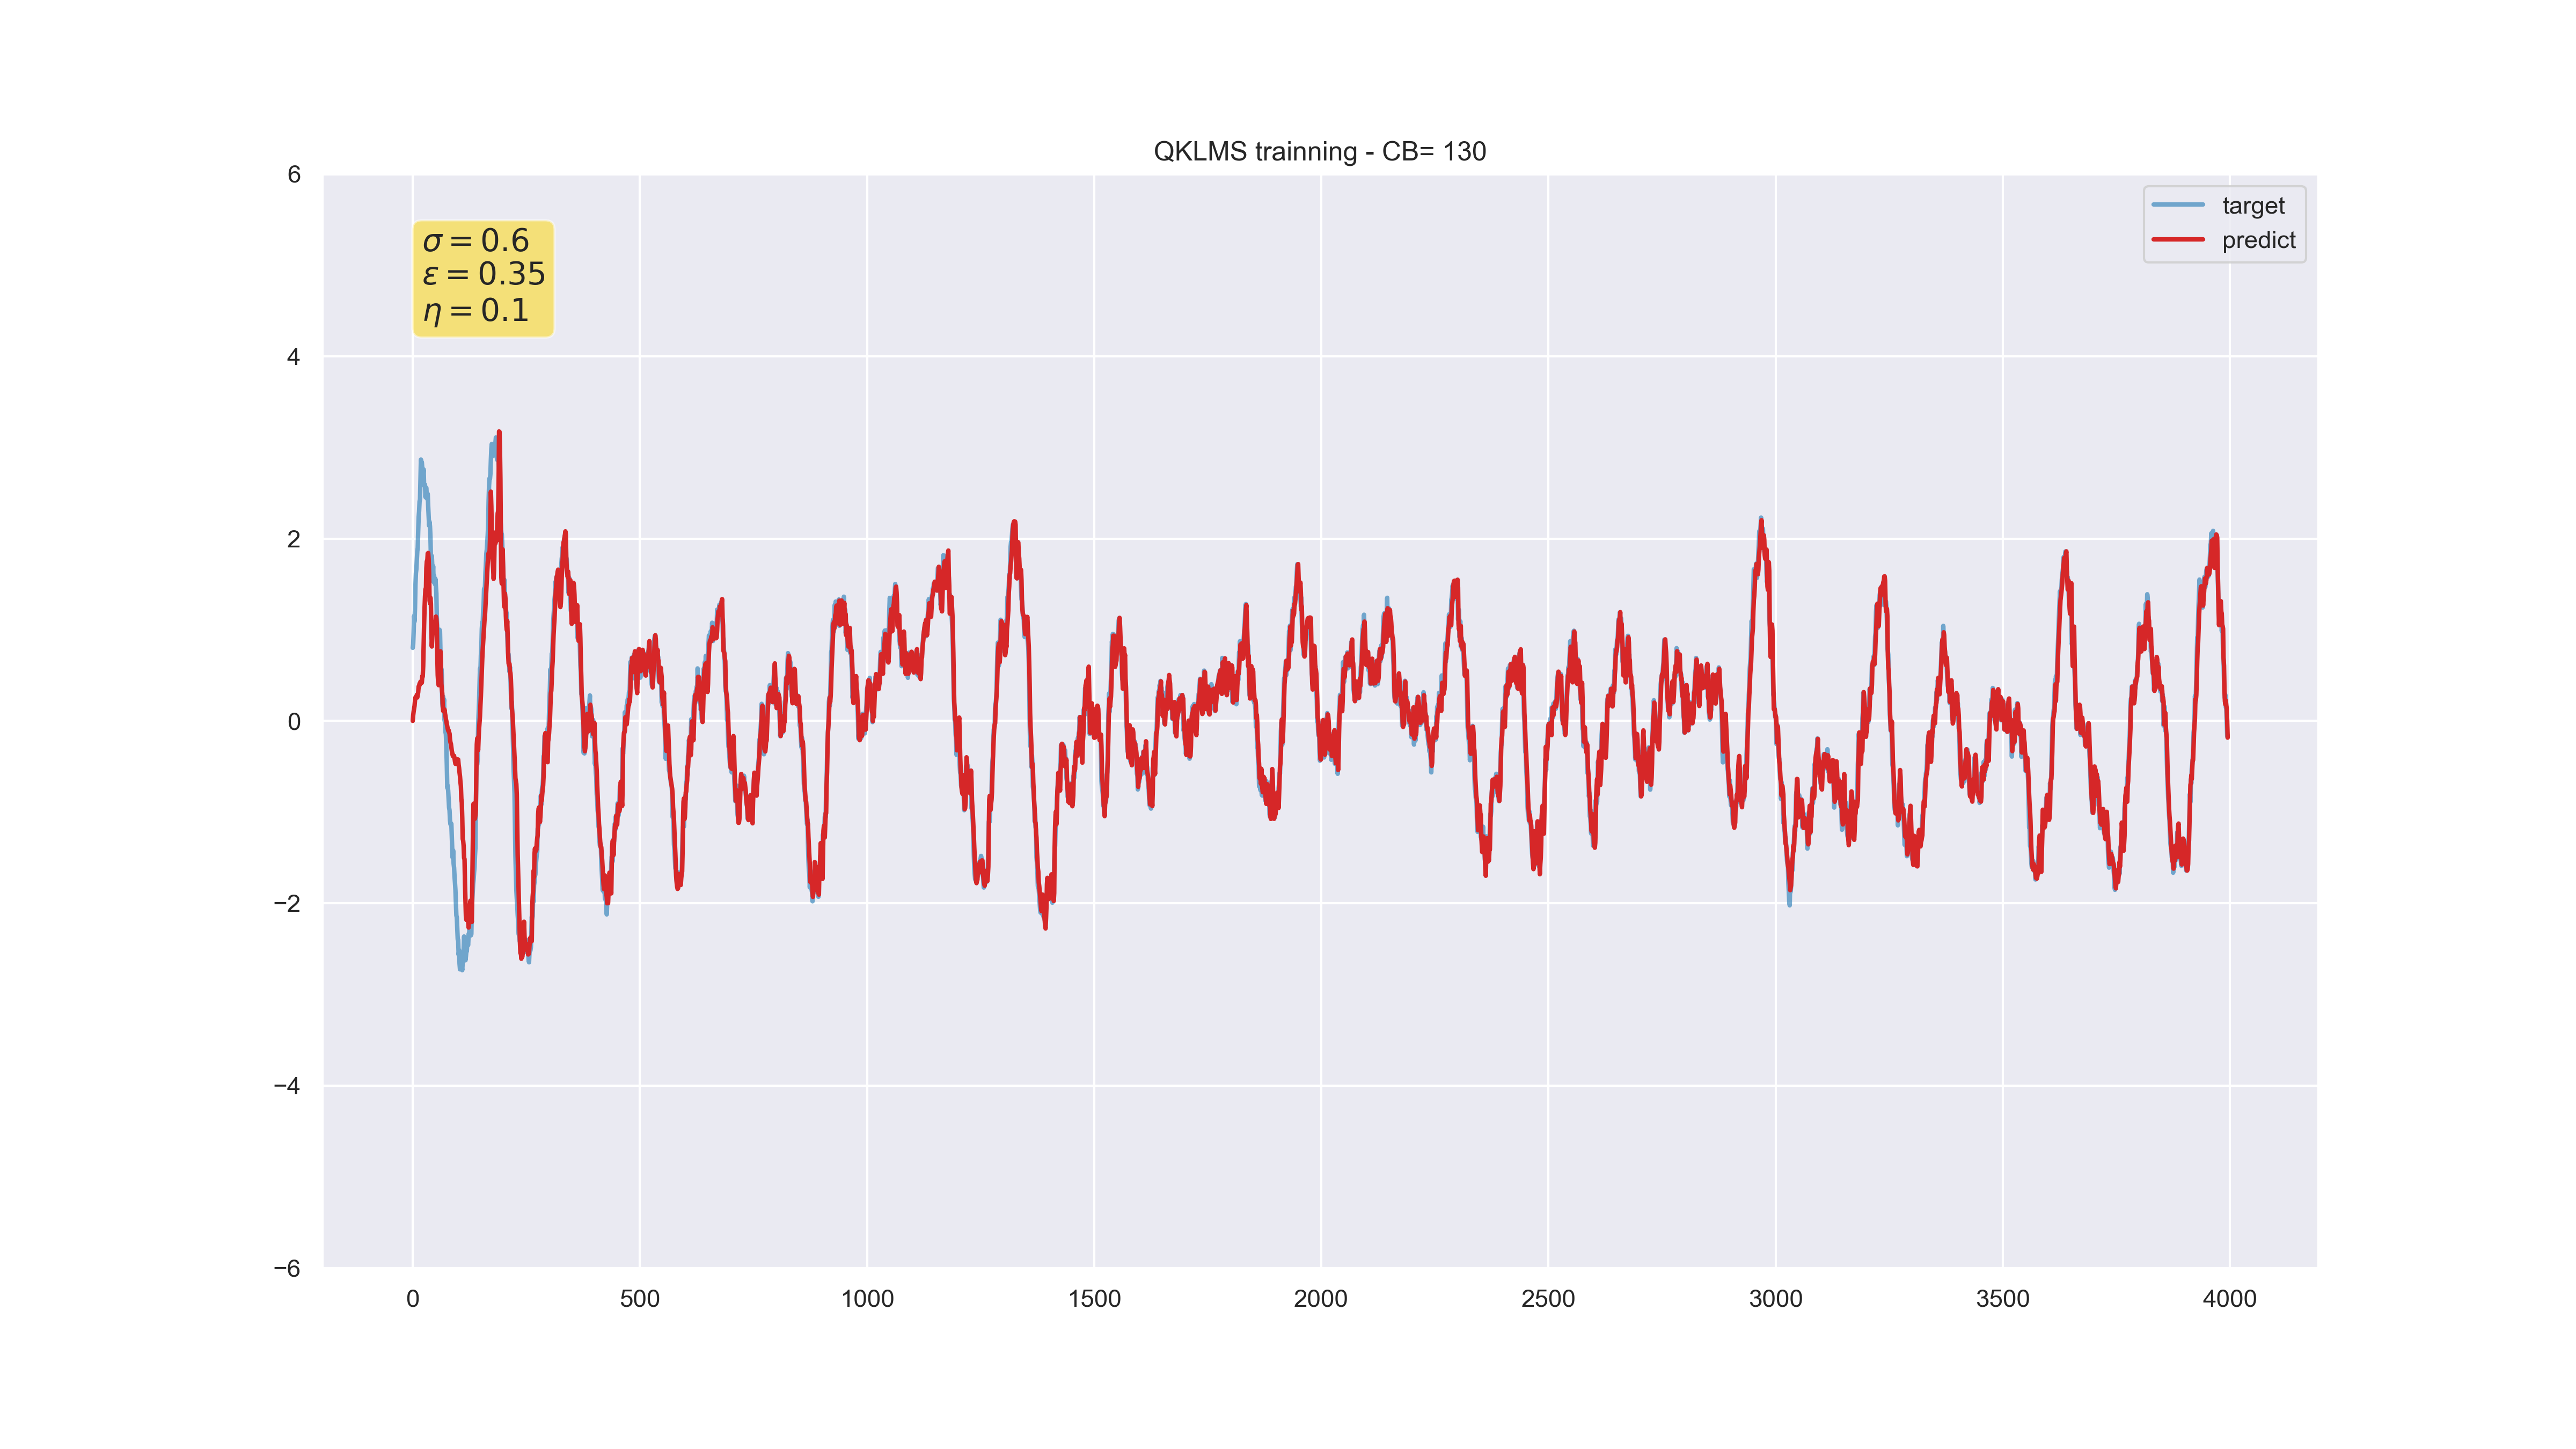 QKLMS trainning - CB= 130
6
4
2
0
−2
−4
−6
σ = 0.6
ε = 0.35
η = 0.1
target
predict
0 500 1000 1500 2000 2500 3000 3500 4000